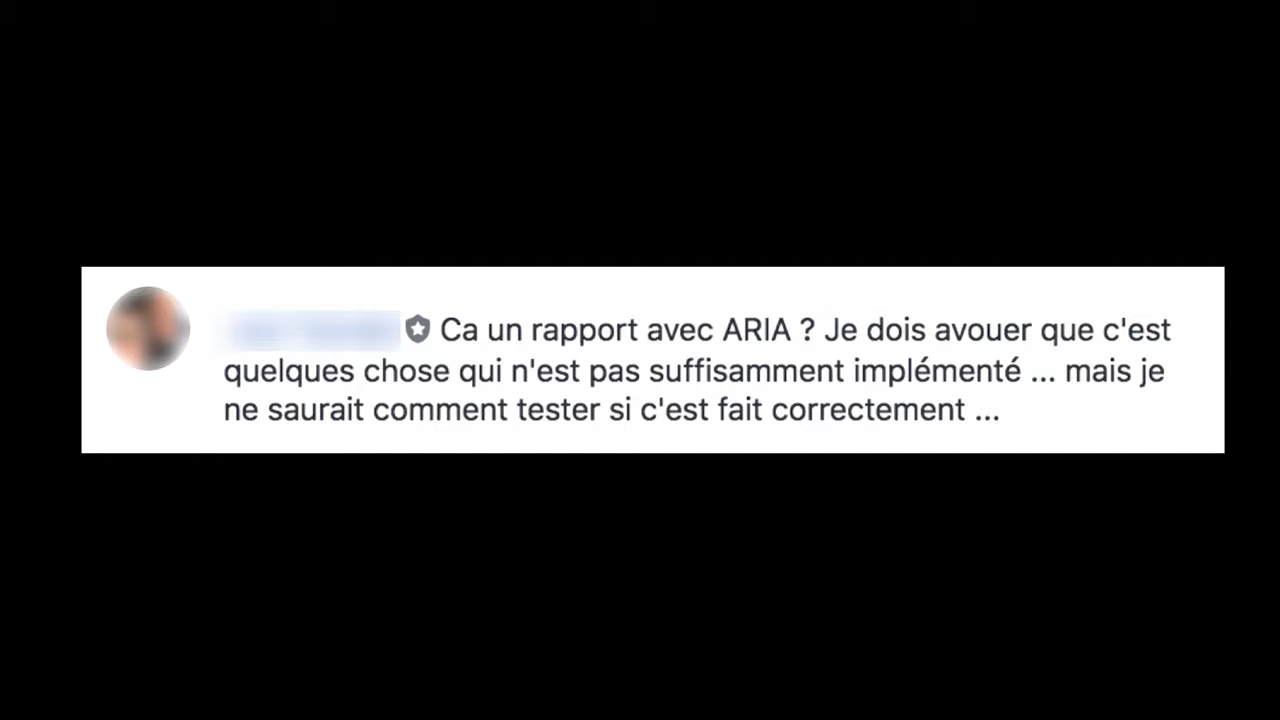 Ca un rapport avec ARIA ? Je dois avouer que c'est
quelques chose qui n'est pas suffisamment implémenté ... mais je
ne saurait comment tester si c'est fait correctement ...